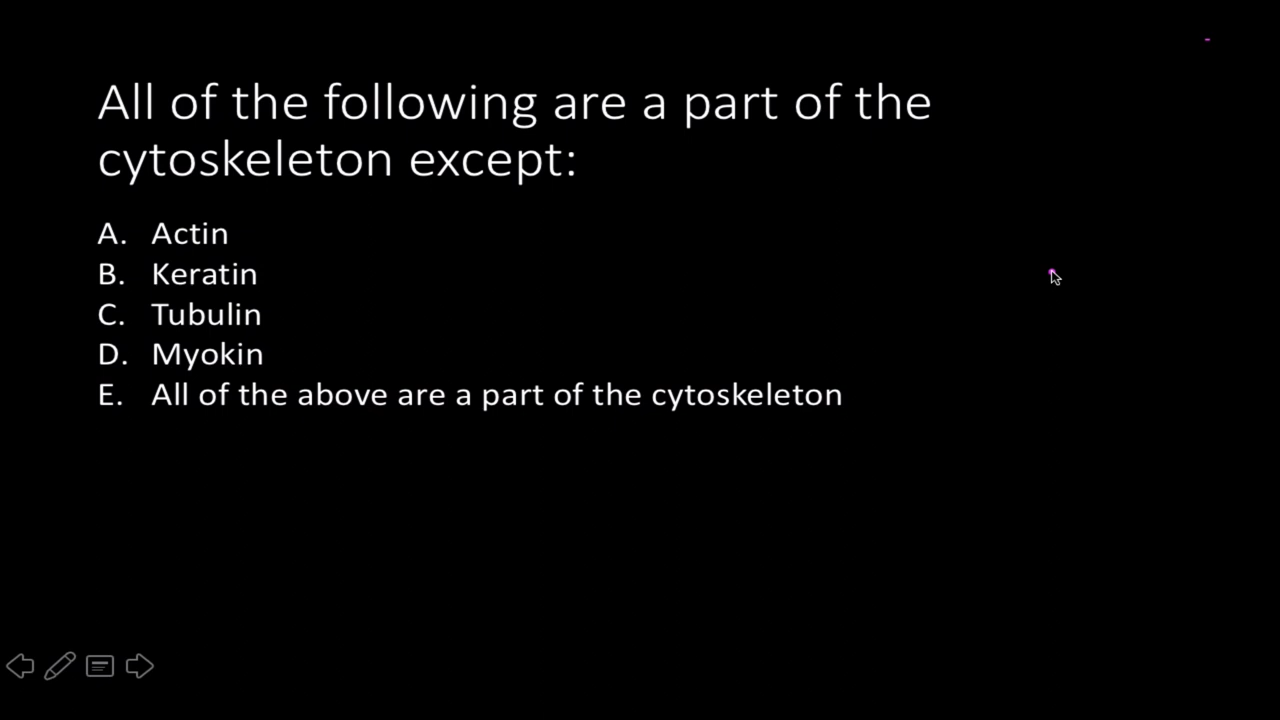 All of the following are a part of the
cytoskeleton except:
A. Actin
B. Keratin
C. Tubulin
D. Myokin
E. All of the above are a part of the cytoskeleton